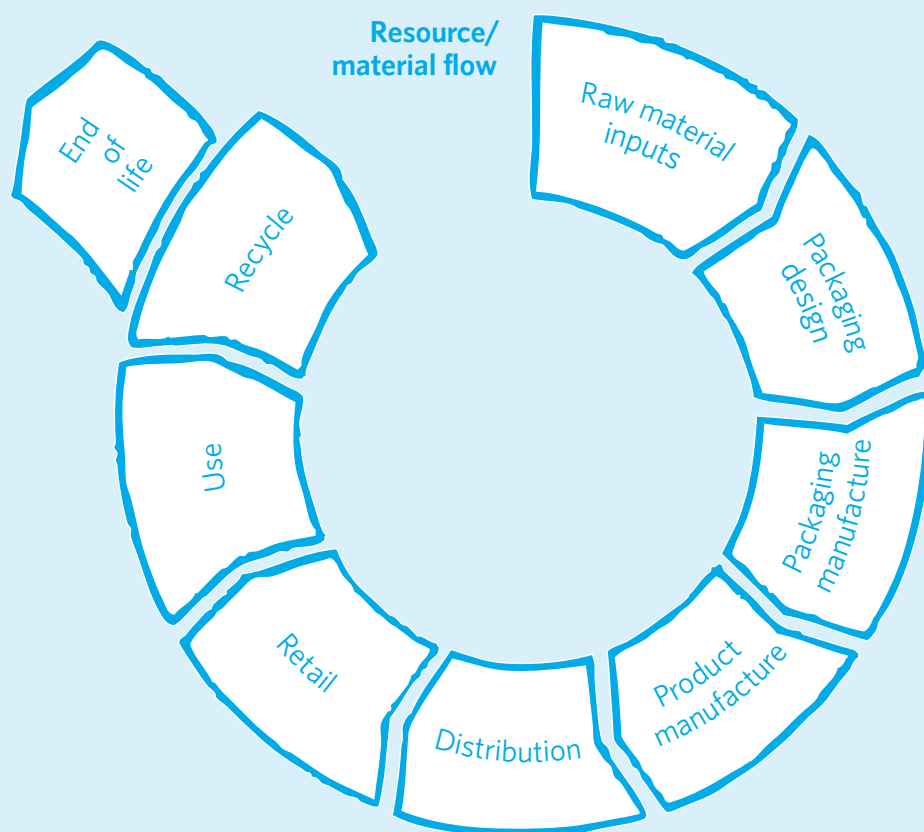 Resource/
material flow
Raw material
inputs
Packaging
design
Packaging
manufacture
Product
manufacture
Distribution
Retail
Use
Recycle
End
of
life